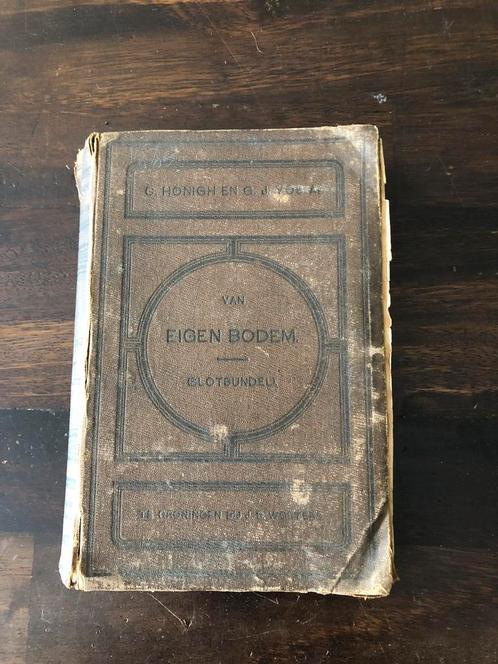 C. HONIGH EN G. J. VOS Az.
VAN
EIGEN BODEM.
(SLOTBUNDEL).
TE GRONINGEN BIJ J. B. WOLTERS